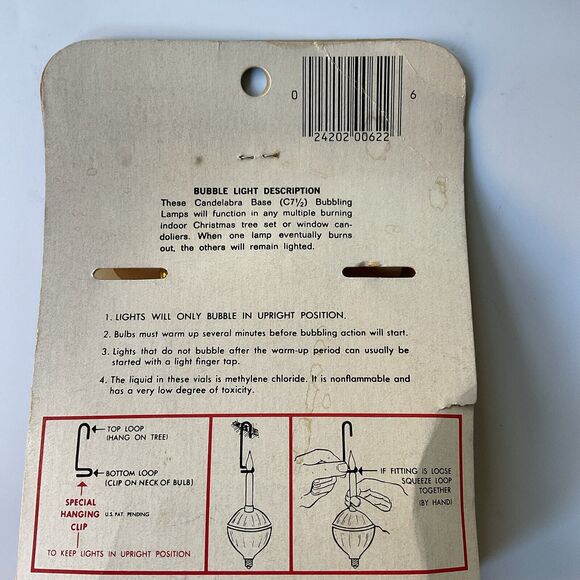 0
6
24202 00622
BUBBLE LIGHT DESCRIPTION
These Candelabra Base (C7½) Bubbling
Lamps will function in any multiple burning
indoor Christmas tree set or window can-
doliers. When one lamp eventually burns
out, the others will remain lighted.
1. LIGHTS WILL ONLY BUBBLE IN UPRIGHT POSITION.
2. Bulbs must warm up several minutes before bubbling action will start.
3. Lights that do not bubble after the warm-up period can usually be
started with a light finger tap.
4. The liquid in these vials is methylene chloride. It is nonflammable and
has a very low degree of toxicity.
TOP LOOP
(HANG ON TREE)
BOTTOM LOOP
(CLIP ON NECK OF BULB)
SPECIAL
HANGING
CLIP
U.S. PAT. PENDING
TO KEEP LIGHTS IN UPRIGHT POSITION
IF FITTING IS LOOSE
SQUEEZE LOOP
TOGETHER
(BY HAND)